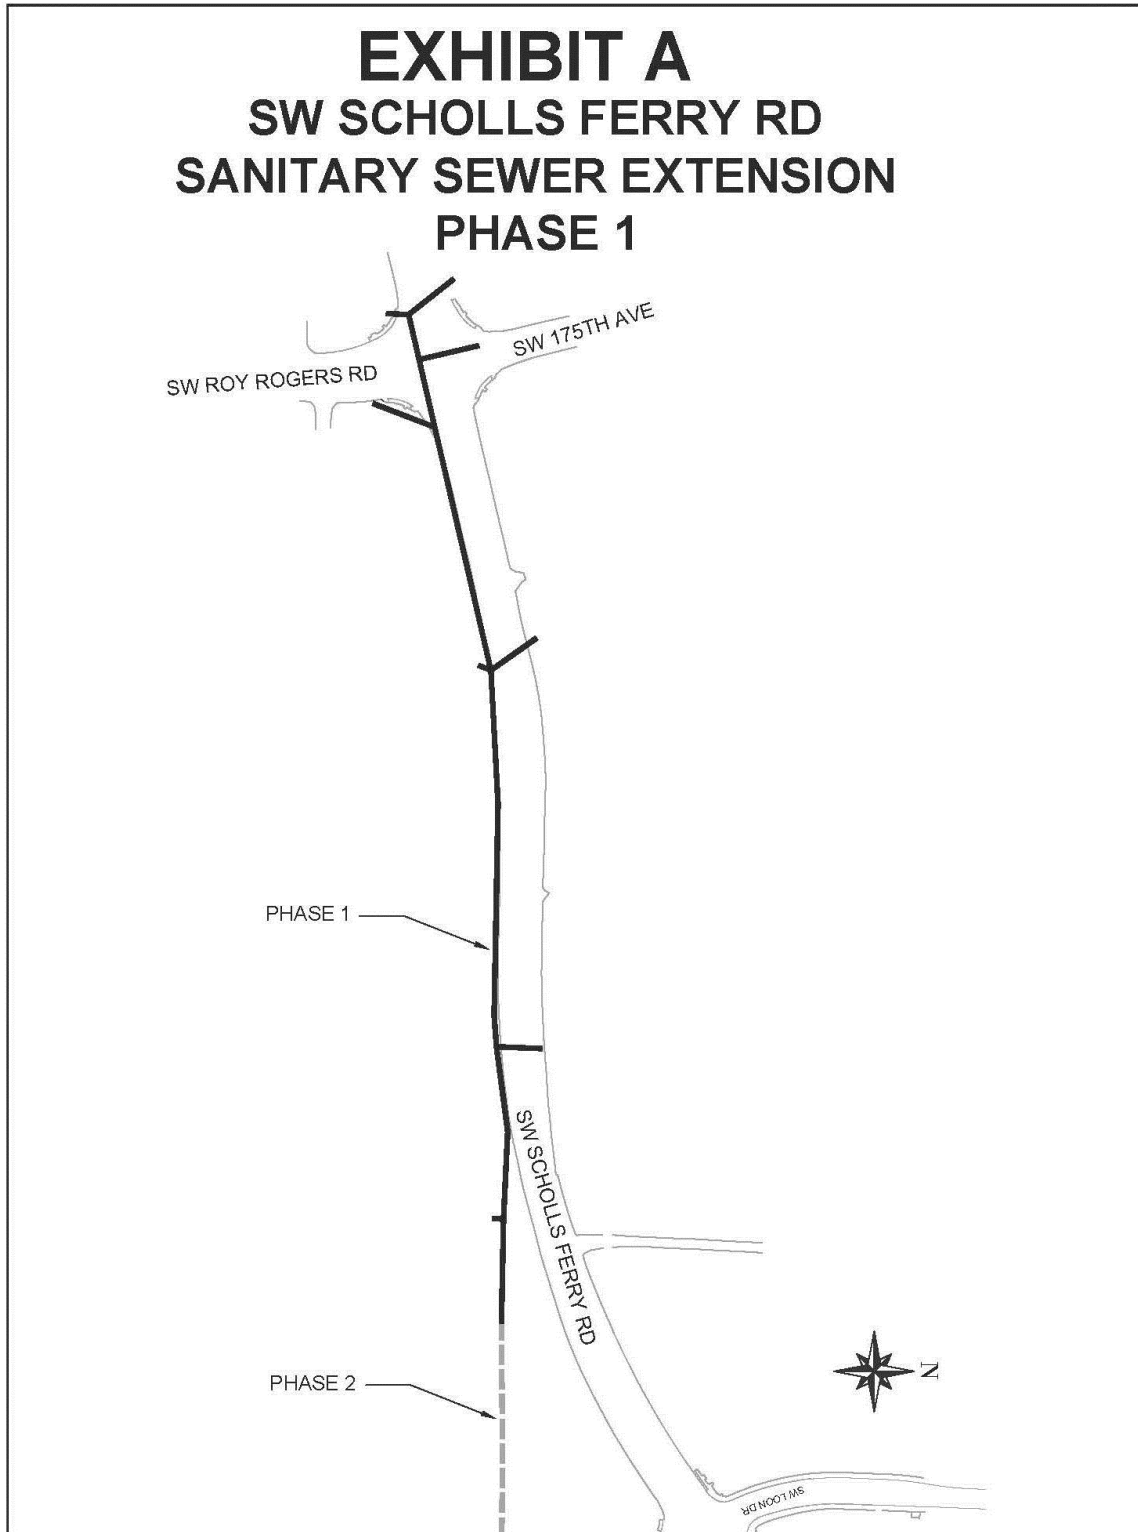 EXHIBIT A
SW SCHOLLS FERRY RD
SANITARY SEWER EXTENSION
PHASE 1
SW 175TH AVE
SW ROY ROGERS RD
PHASE 1
SW SCHOLLS FERRY RD
N
PHASE 2
SW LOON DR